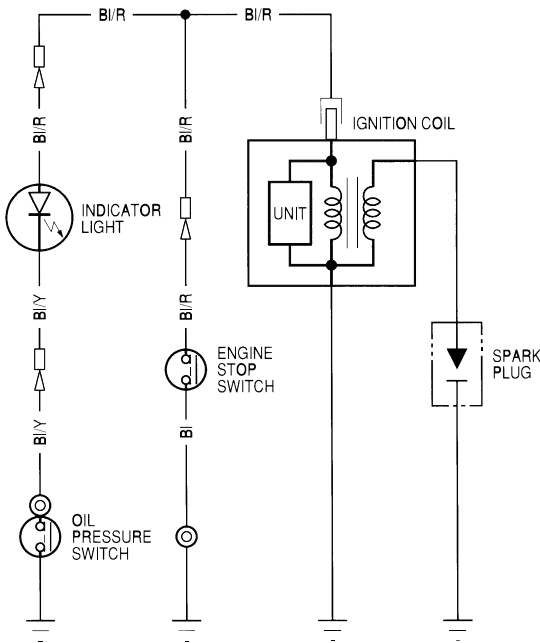 Bl/R
Bl/R
Bl/R
Bl/R
IGNITION COIL
UNIT
INDICATOR
LIGHT
Bl/Y
Bl/R
ENGINE
STOP
SWITCH
SPARK
PLUG
Bl/Y
Bl
OIL
PRESSURE
SWITCH